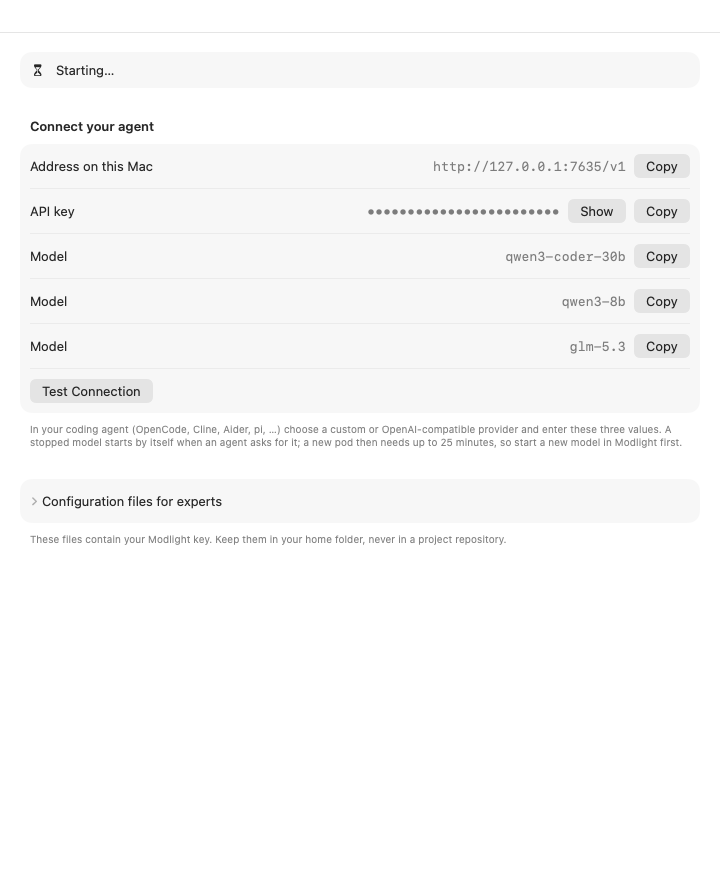 Starting…
Connect your agent
Address on this Mac http://127.0.0.1:7635/v1 Copy
API key •••••••••••••••••••••••• Show Copy
Model qwen3-coder-30b Copy
Model qwen3-8b Copy
Model glm-5.3 Copy
Test Connection
In your coding agent (OpenCode, Cline, Aider, pi, …) choose a custom or OpenAI-compatible provider and enter these three values. A
stopped model starts by itself when an agent asks for it; a new pod then needs up to 25 minutes, so start a new model in Modlight first.
Configuration files for experts
These files contain your Modlight key. Keep them in your home folder, never in a project repository.